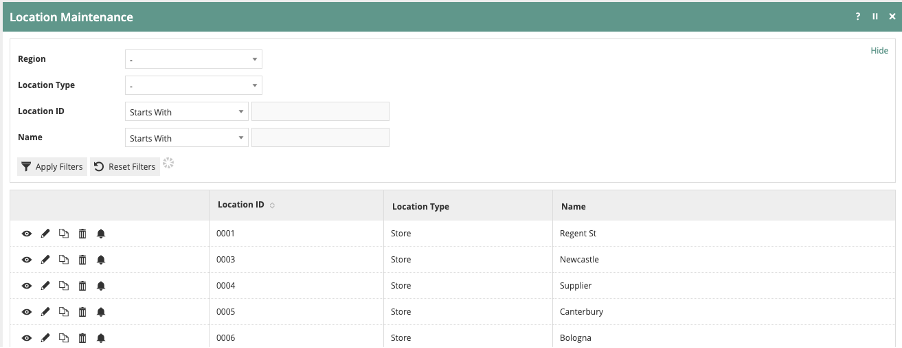 Location Maintenance ?
Hide
Region -
Location Type -
Location ID Starts With
Name Starts With
Apply Filters Reset Filters
Location ID Location Type Name
0001 Store Regent St
0003 Store Newcastle
0004 Store Supplier
0005 Store Canterbury
0006 Store Bologna